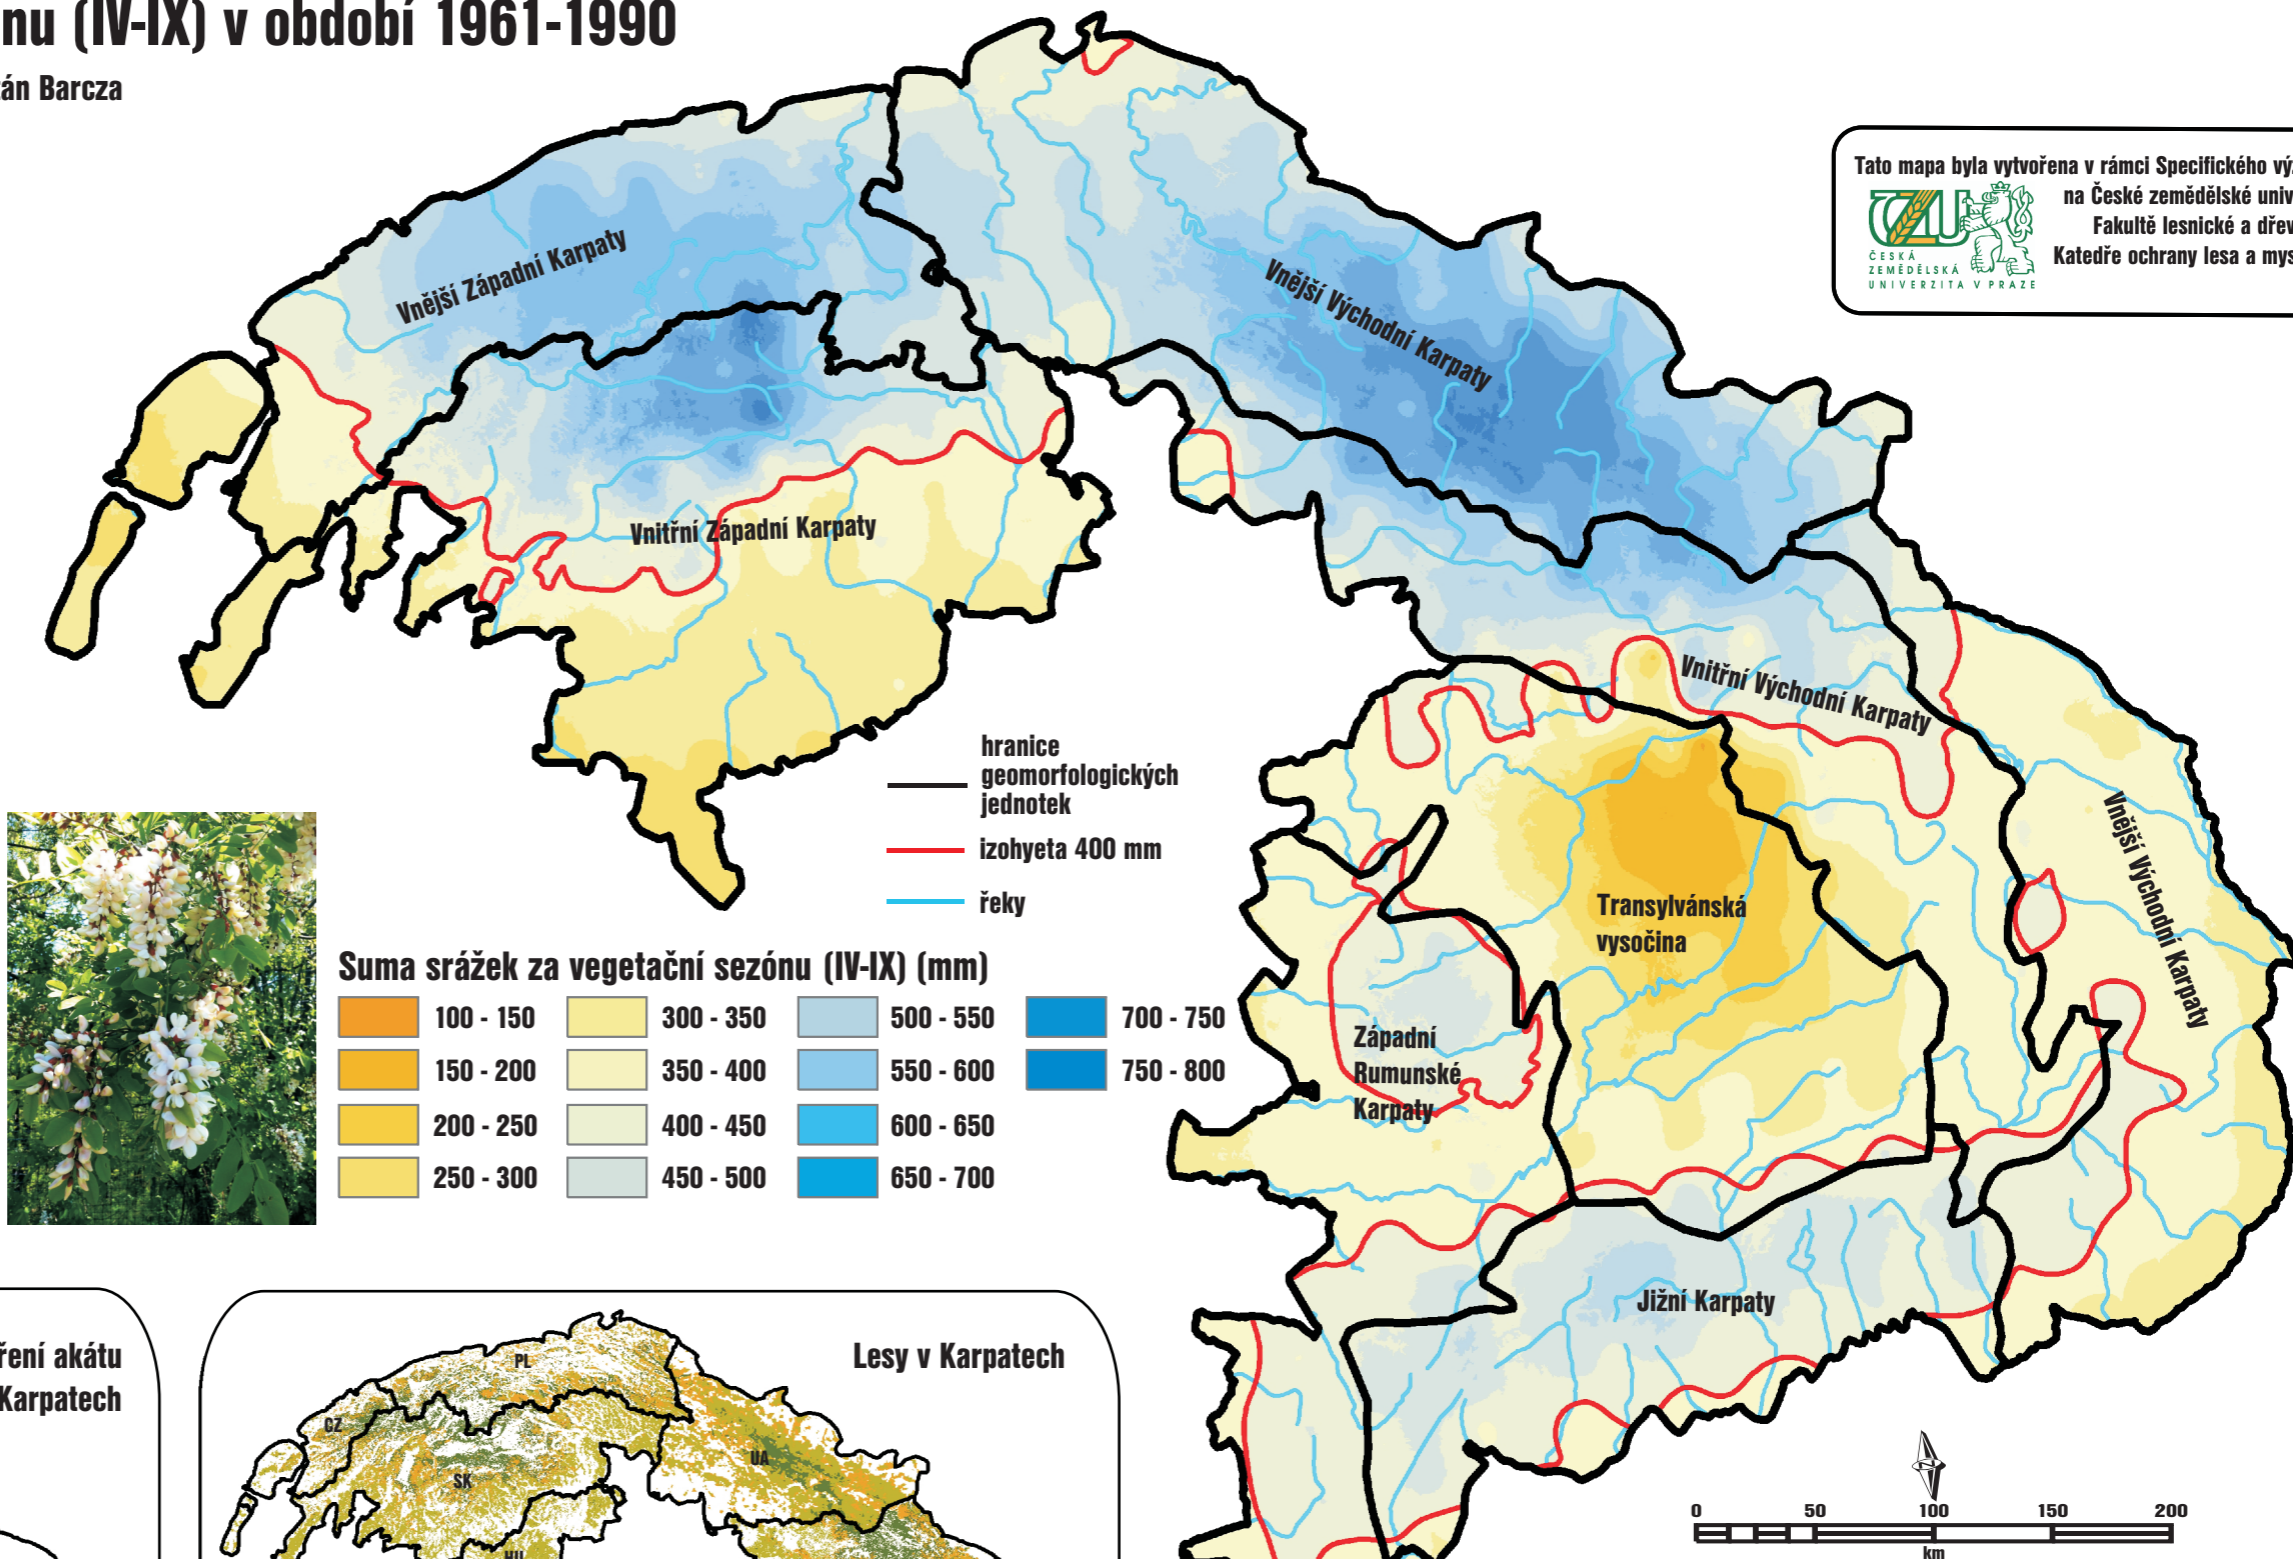 nu (IV-IX) v období 1961-1990
án Barcza
Tato mapa byla vytvořena v rámci Specifického vý
na České zemědělské univ
Fakultě lesnické a dřev
Katedře ochrany lesa a mys
ČZU
ČESKÁ
ZEMĚDĚLSKÁ
UNIVERZITA V PRAZE
Vnější Západní Karpaty
Vnější Východní Karpaty
Vnitřní Západní Karpaty
Vnitřní Východní Karpaty
Vnější Východní Karpaty
Transylvánská
vysočina
Západní
Rumunské
Karpaty
Jižní Karpaty
hranice
geomorfologických
jednotek
izohyeta 400 mm
řeky
Suma srážek za vegetační sezónu (IV-IX) (mm)
100 - 150
150 - 200
200 - 250
250 - 300
300 - 350
350 - 400
400 - 450
450 - 500
500 - 550
550 - 600
600 - 650
650 - 700
700 - 750
750 - 800
ření akátu
Karpatech
Lesy v Karpatech
PL
CZ
SK
UA
HU
0 50 100 150 200
km